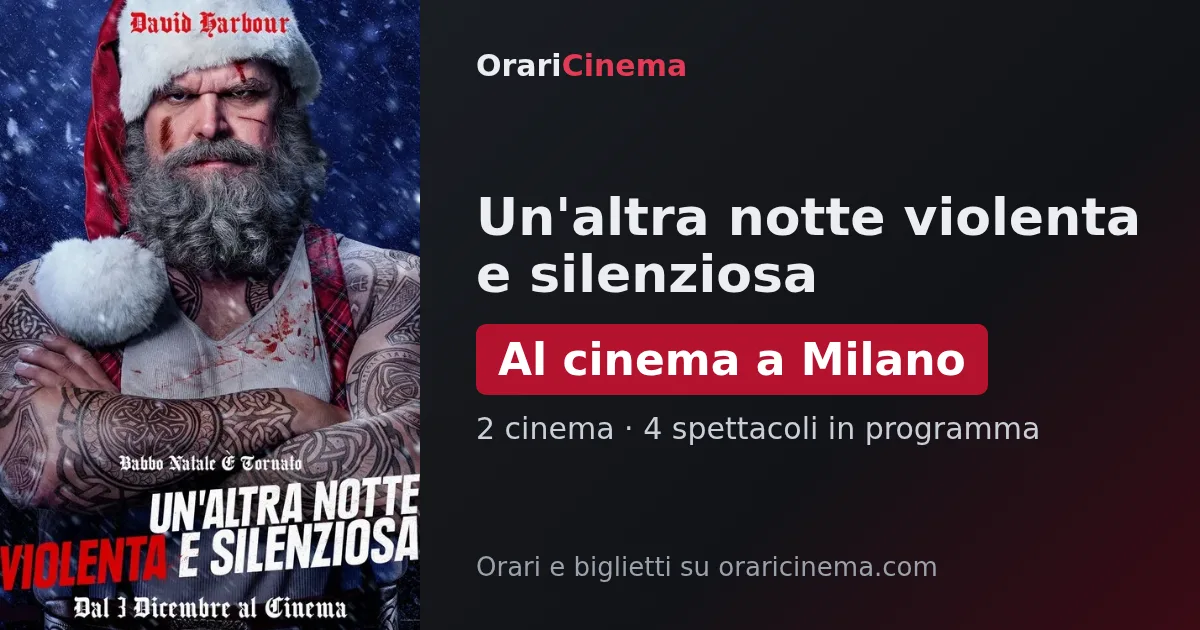 David Harbour
Babbo Natale È Tornato
UN'ALTRA NOTTE
VIOLENTA E SILENZIOSA
Dal 3 Dicembre al Cinema
OrariCinema
Un'altra notte violenta
e silenziosa
Al cinema a Milano
2 cinema · 4 spettacoli in programma
Orari e biglietti su oraricinema.com